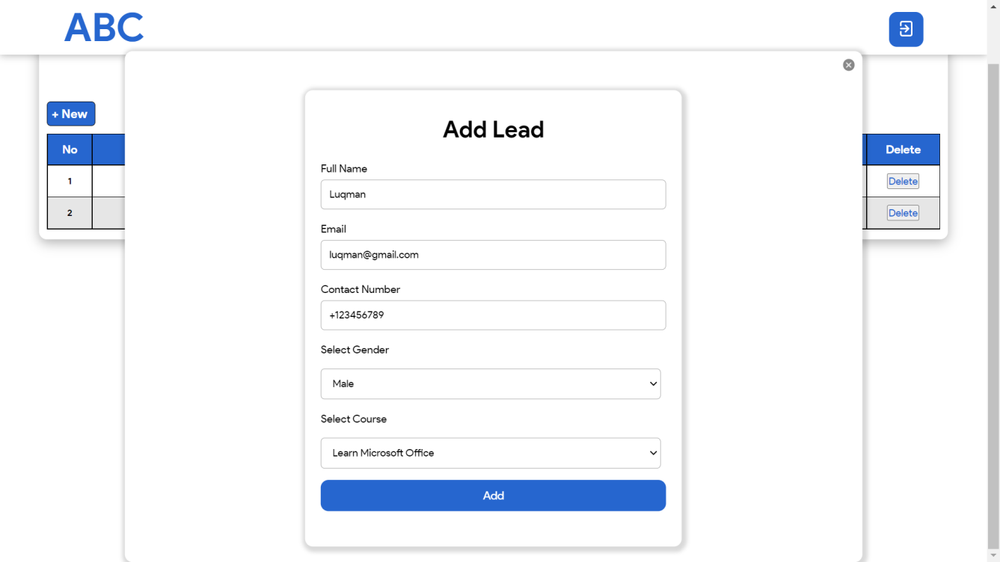 ABC
+ New
No
Delete
1
Delete
2
Delete
Add Lead
Full Name
Luqman
Email
luqman@gmail.com
Contact Number
+123456789
Select Gender
Male
Select Course
Learn Microsoft Office
Add